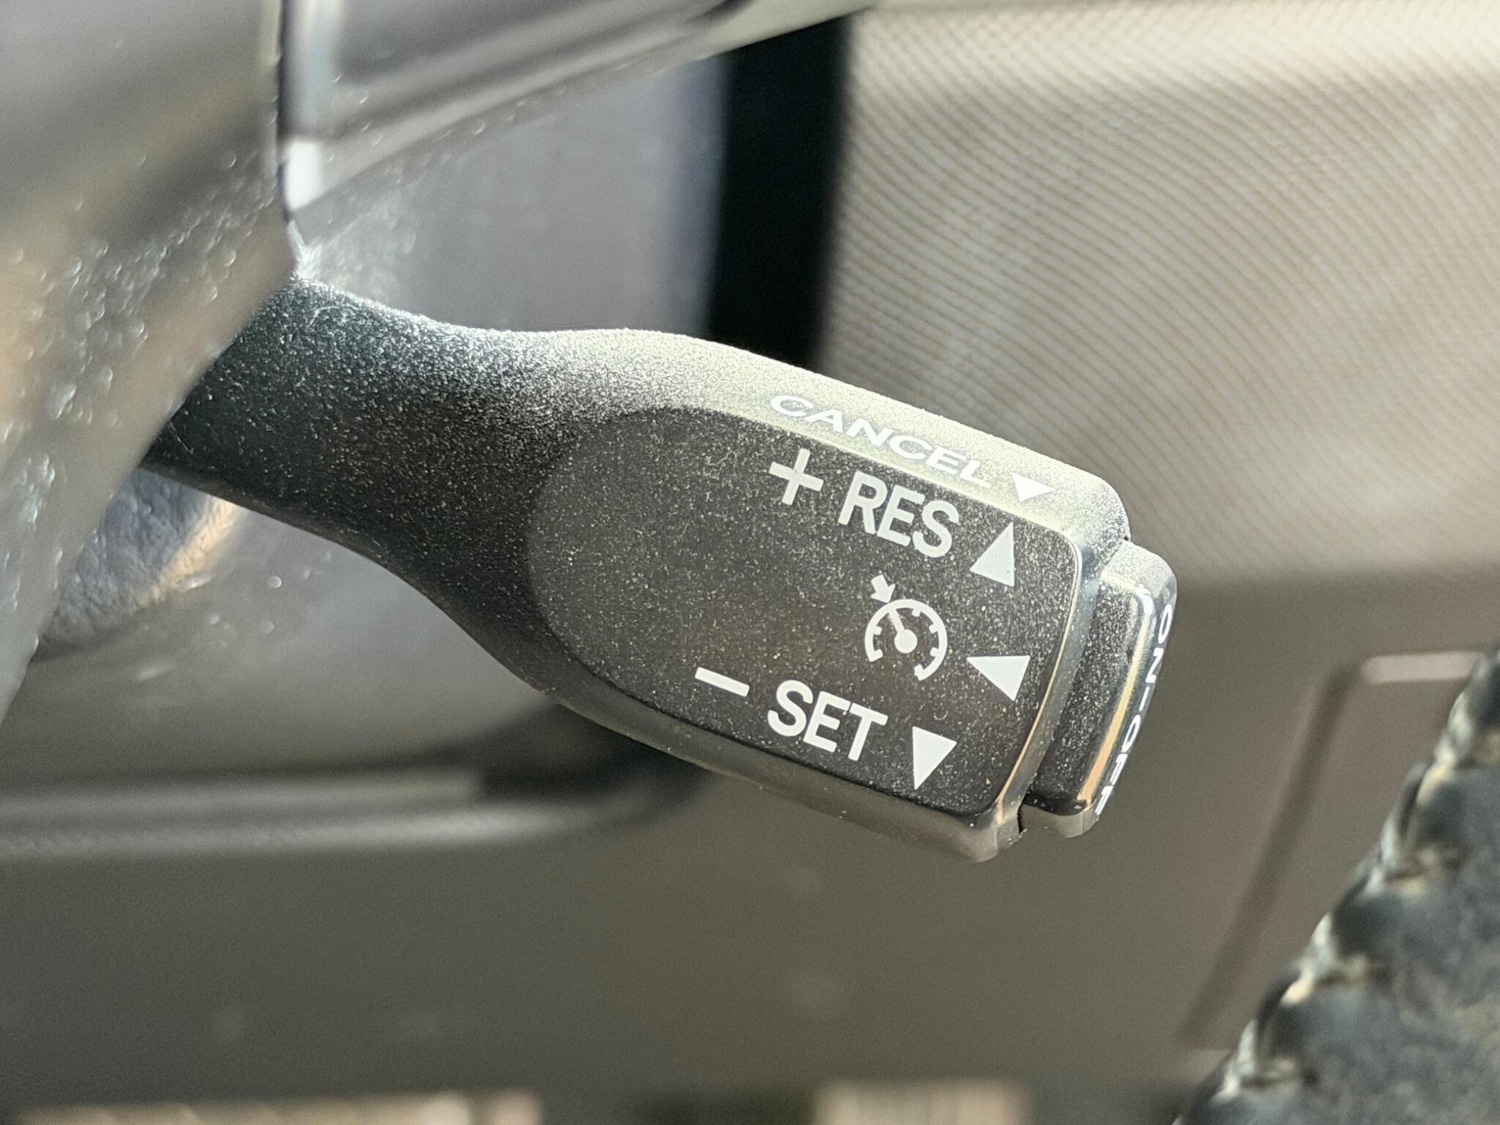 CANCEL ▼
+ RES ▲
◀
− SET ▼
ON-OFF